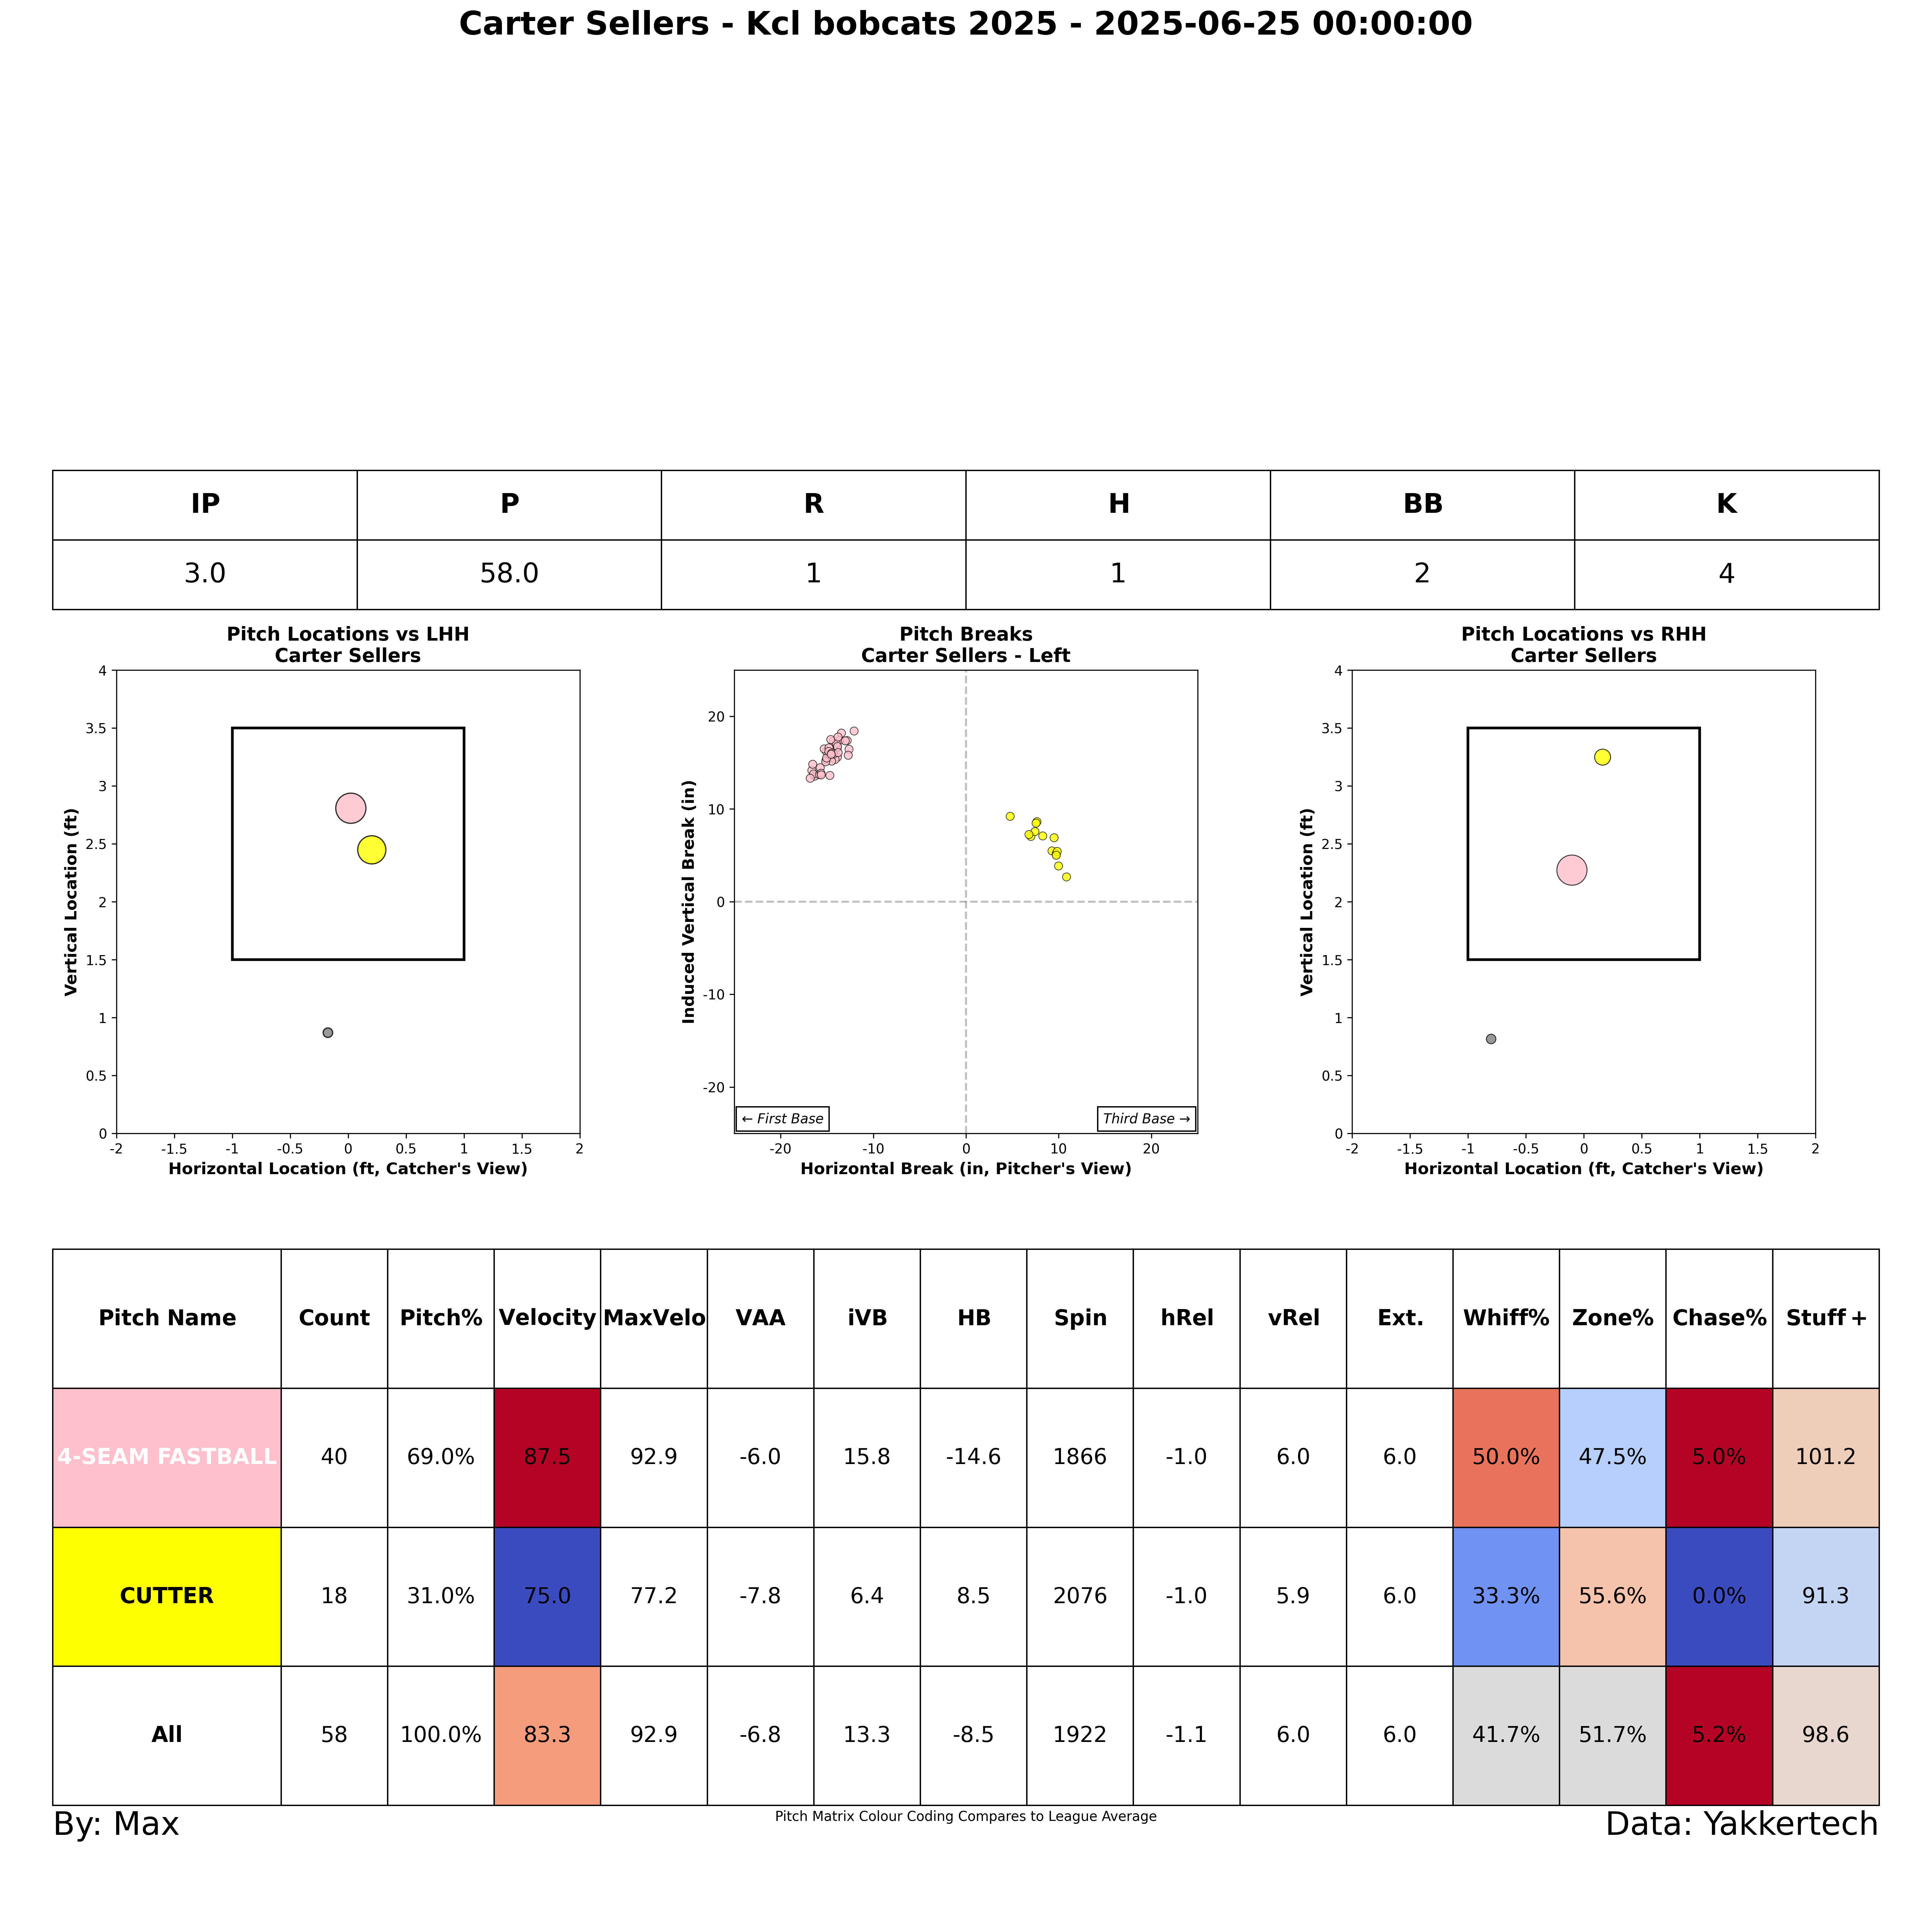 Carter Sellers - Kcl bobcats 2025 - 2025-06-25 00:00:00
IP P R H BB K
3.0 58.0 1 1 2 4
Pitch Locations vs LHH
Carter Sellers
4
3.5
3
2.5
2
1.5
1
0.5
0
Vertical Location (ft)
-2 -1.5 -1 -0.5 0 0.5 1 1.5 2
Horizontal Location (ft, Catcher's View)
Pitch Breaks
Carter Sellers - Left
20
10
0
-10
-20
Induced Vertical Break (in)
← First Base
Third Base →
-20 -10 0 10 20
Horizontal Break (in, Pitcher's View)
Pitch Locations vs RHH
Carter Sellers
4
3.5
3
2.5
2
1.5
1
0.5
0
Vertical Location (ft)
-2 -1.5 -1 -0.5 0 0.5 1 1.5 2
Horizontal Location (ft, Catcher's View)
Pitch Name Count Pitch% Velocity MaxVelo VAA iVB HB Spin hRel vRel Ext. Whiff% Zone% Chase% Stuff+
4-SEAM FASTBALL 40 69.0% 87.5 92.9 -6.0 15.8 -14.6 1866 -1.0 6.0 6.0 50.0% 47.5% 5.0% 101.2
CUTTER 18 31.0% 75.0 77.2 -7.8 6.4 8.5 2076 -1.0 5.9 6.0 33.3% 55.6% 0.0% 91.3
All 58 100.0% 83.3 92.9 -6.8 13.3 -8.5 1922 -1.1 6.0 6.0 41.7% 51.7% 5.2% 98.6
By: Max
Pitch Matrix Colour Coding Compares to League Average
Data: Yakkertech